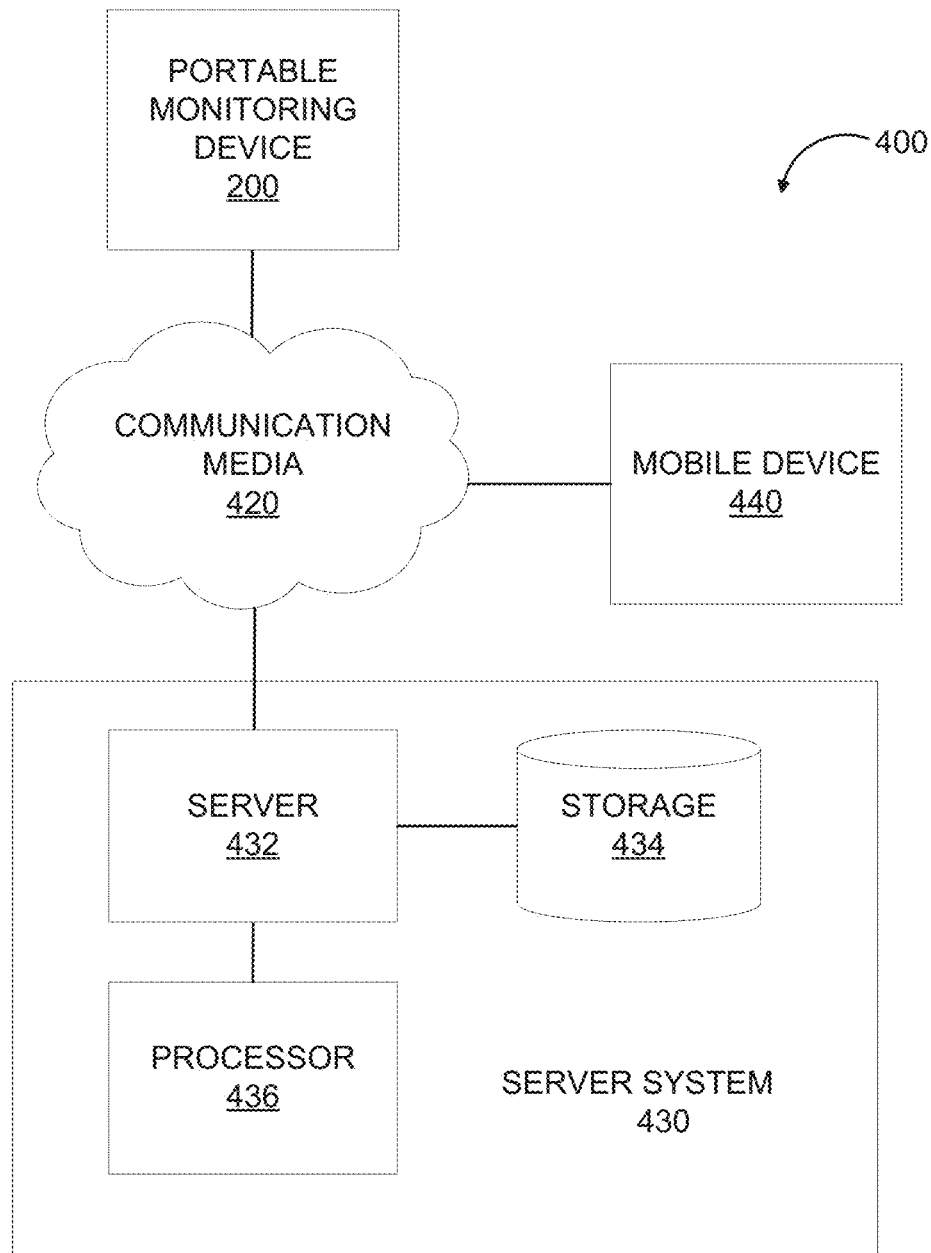 PORTABLE
MONITORING
DEVICE
200
400
COMMUNICATION
MEDIA
420
MOBILE DEVICE
440
SERVER
432
STORAGE
434
PROCESSOR
436
SERVER SYSTEM
430